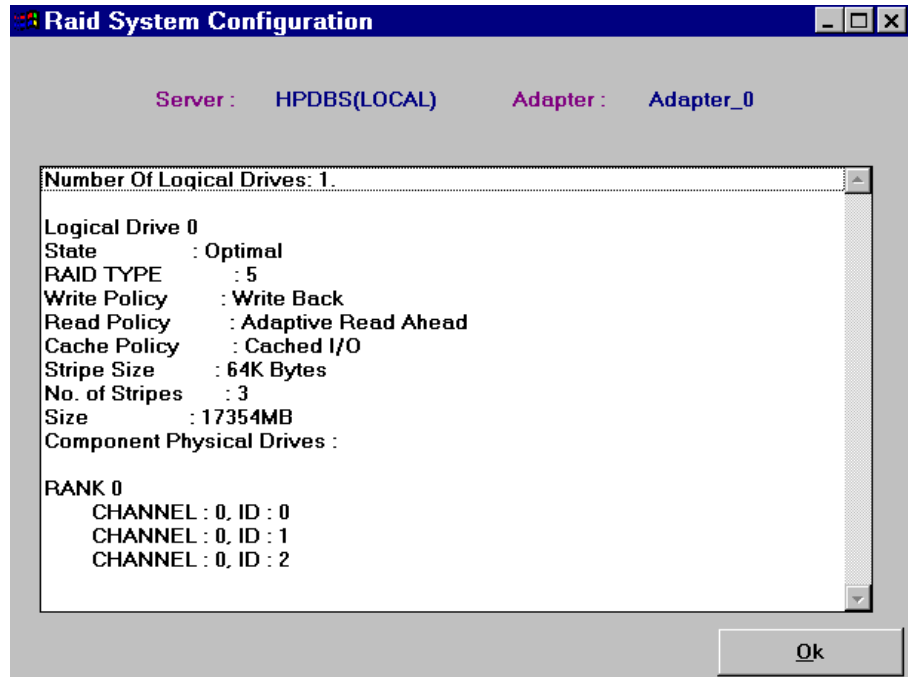 Raid System Configuration
Server : HPDBS(LOCAL) Adapter : Adapter_0
Number Of Logical Drives: 1.
Logical Drive 0
State : Optimal
RAID TYPE : 5
Write Policy : Write Back
Read Policy : Adaptive Read Ahead
Cache Policy : Cached I/O
Stripe Size : 64K Bytes
No. of Stripes : 3
Size : 17354MB
Component Physical Drives :
RANK 0
CHANNEL : 0, ID : 0
CHANNEL : 0, ID : 1
CHANNEL : 0, ID : 2
Ok